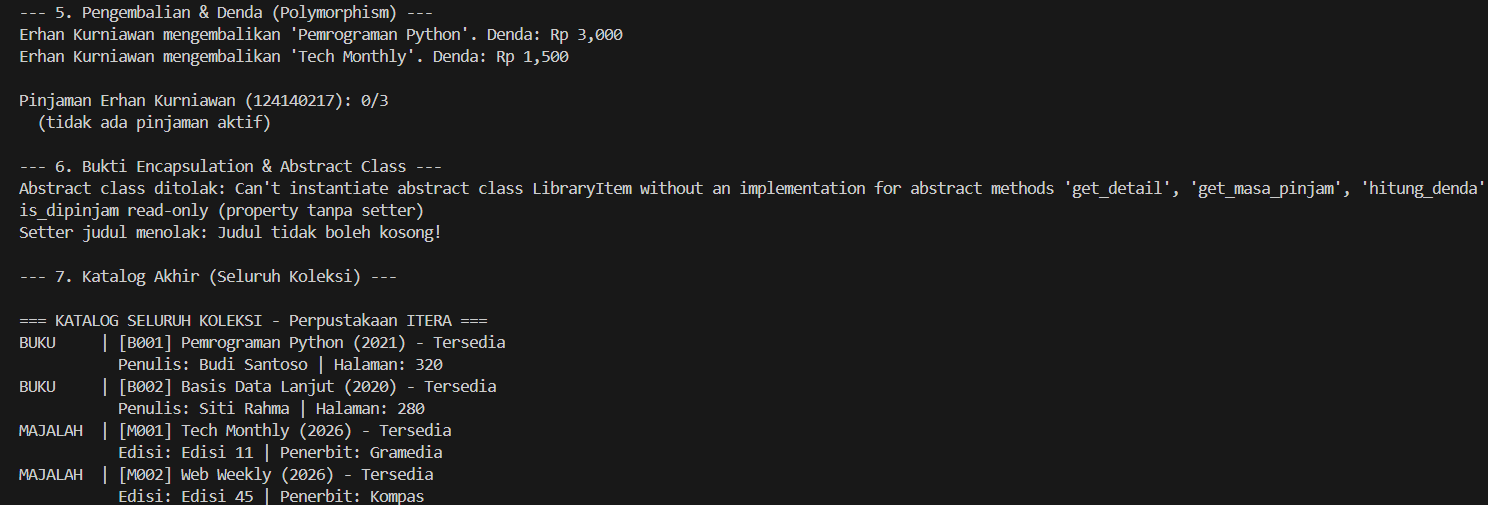 --- 5. Pengembalian & Denda (Polymorphism) ---
Erhan Kurniawan mengembalikan 'Pemrograman Python'. Denda: Rp 3,000
Erhan Kurniawan mengembalikan 'Tech Monthly'. Denda: Rp 1,500
Pinjaman Erhan Kurniawan (124140217): 0/3
(tidak ada pinjaman aktif)
--- 6. Bukti Encapsulation & Abstract Class ---
Abstract class ditolak: Can't instantiate abstract class LibraryItem without an implementation for abstract methods 'get_detail', 'get_masa_pinjam', 'hitung_denda'
is_dipinjam read-only (property tanpa setter)
Setter judul menolak: Judul tidak boleh kosong!
--- 7. Katalog Akhir (Seluruh Koleksi) ---
=== KATALOG SELURUH KOLEKSI - Perpustakaan ITERA ===
BUKU     | [B001] Pemrograman Python (2021) - Tersedia
Penulis: Budi Santoso | Halaman: 320
BUKU     | [B002] Basis Data Lanjut (2020) - Tersedia
Penulis: Siti Rahma | Halaman: 280
MAJALAH  | [M001] Tech Monthly (2026) - Tersedia
Edisi: Edisi 11 | Penerbit: Gramedia
MAJALAH  | [M002] Web Weekly (2026) - Tersedia
Edisi: Edisi 45 | Penerbit: Kompas